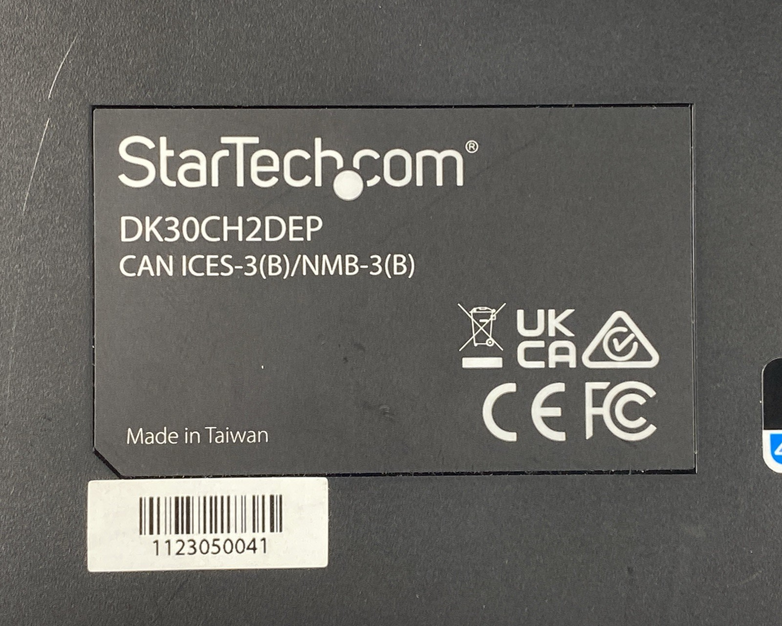 StarTech.com®
DK30CH2DEP
CAN ICES-3(B)/NMB-3(B)
UK
CA
CE FC
Made in Taiwan
1123050041